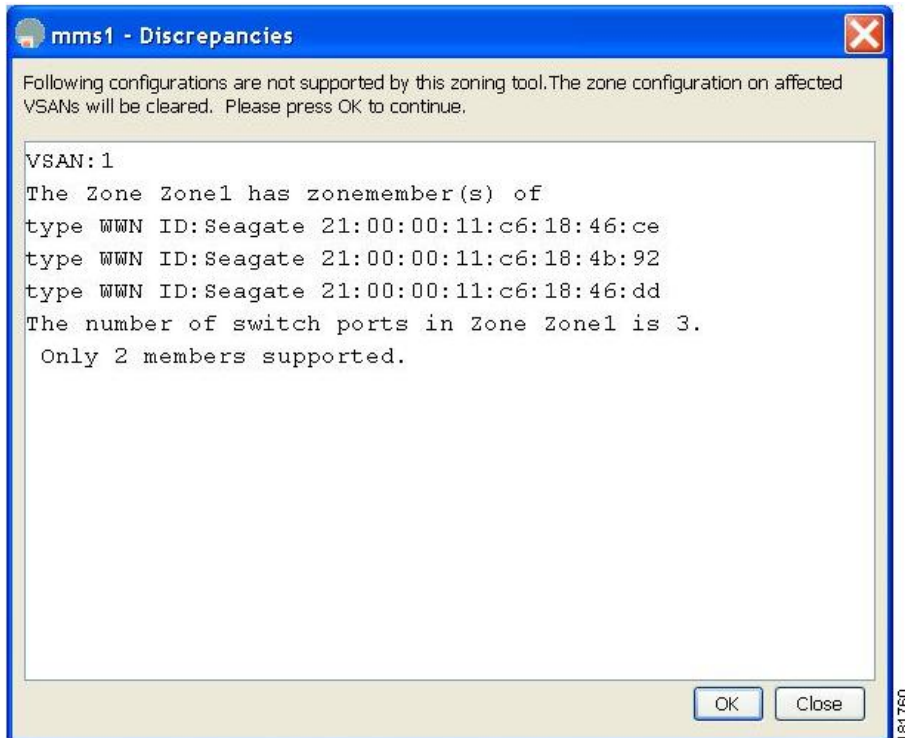 mms1 - Discrepancies
Following configurations are not supported by this zoning tool.The zone configuration on affected
VSANs will be cleared. Please press OK to continue.
VSAN:1
The Zone Zone1 has zonemember(s) of
type WWN ID:Seagate 21:00:00:11:c6:18:46:ce
type WWN ID:Seagate 21:00:00:11:c6:18:4b:92
type WWN ID:Seagate 21:00:00:11:c6:18:46:dd
The number of switch ports in Zone Zone1 is 3.
Only 2 members supported.
OK Close
181760